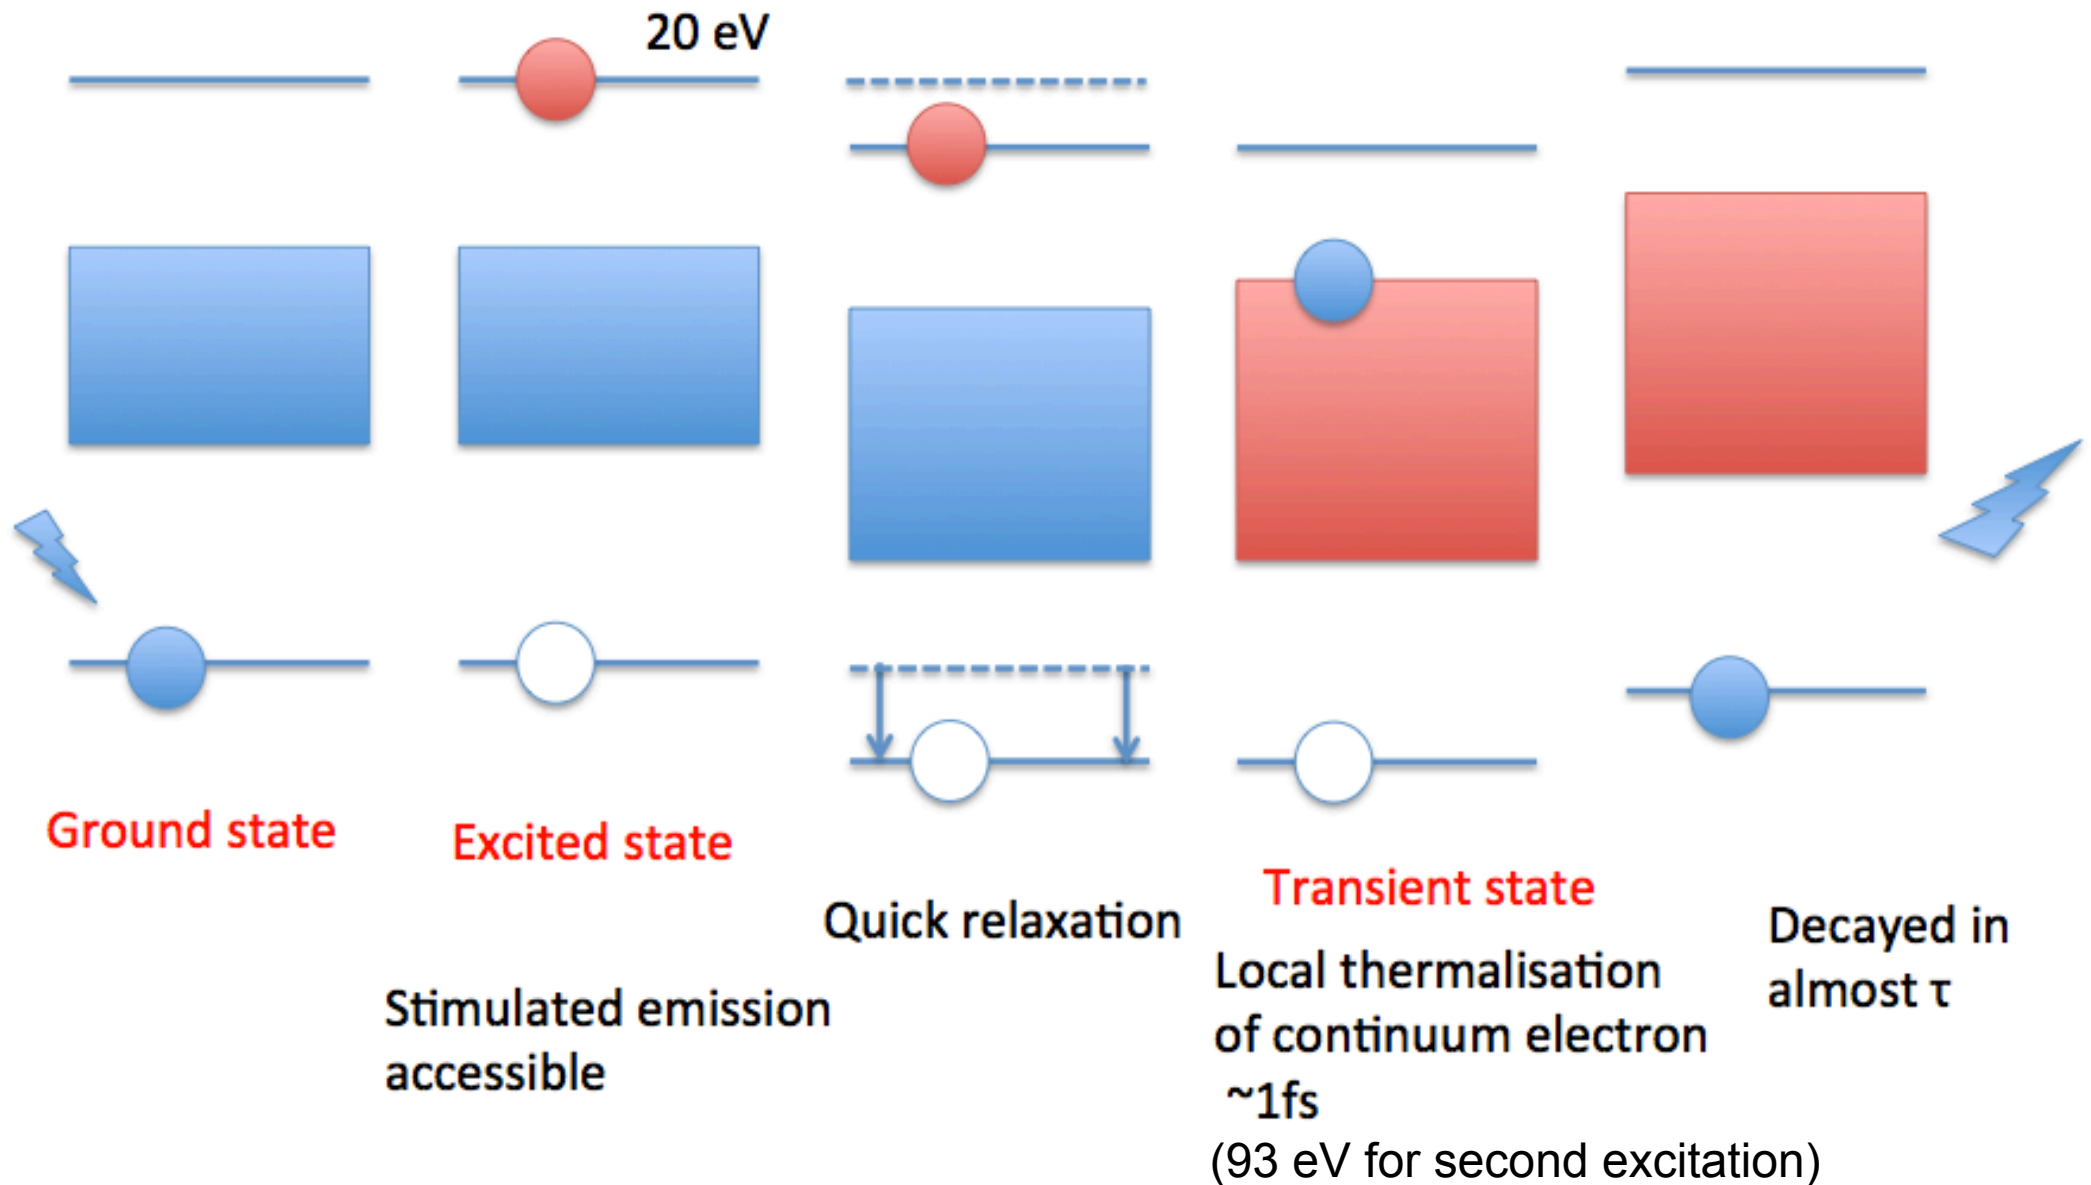 20 eV
Ground state
Excited state
Stimulated emission
accessible
Quick relaxation
Transient state
Local thermalisation
of continuum electron
~1fs
(93 eV for second excitation)
Decayed in
almost τ